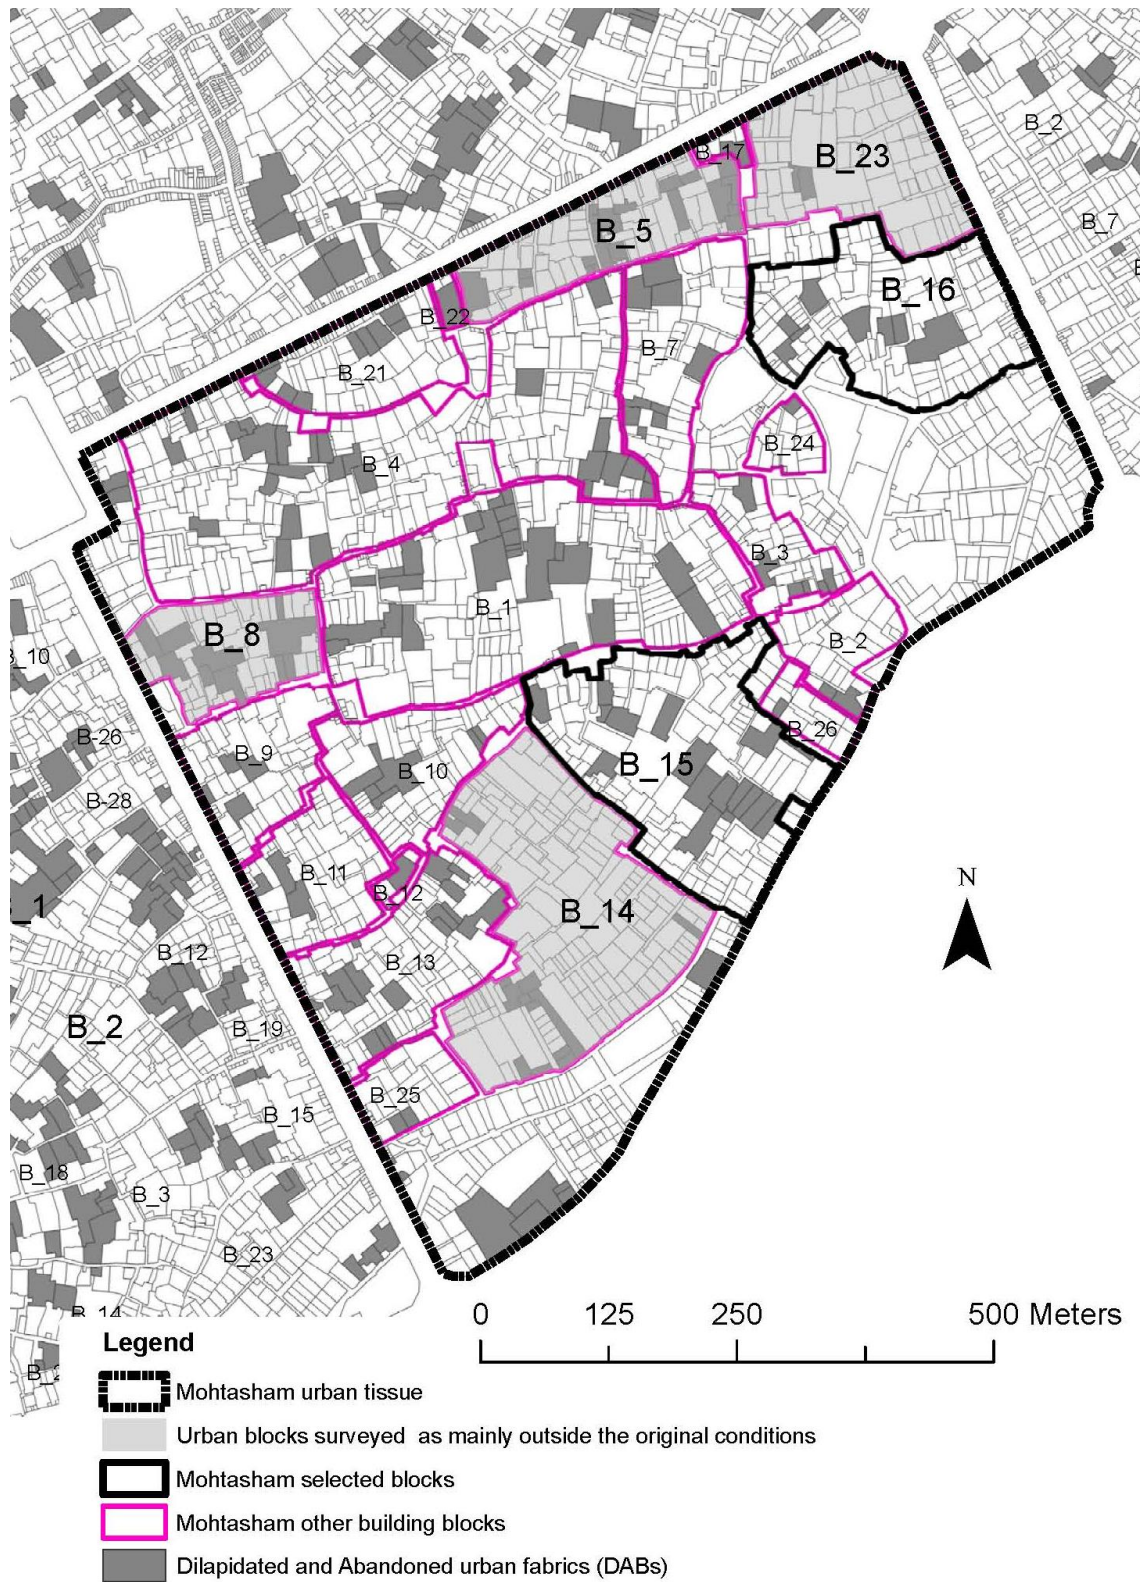 B_2
B_17
B_23
B_7
B_5
B_16
B_22
B_7
B_21
B_24
B_4
B_3
B_1
B_8
B_2
_10
B_26
B-26
B_9
B_15
B_10
B-28
B_11
B_12
_1
B_14
B_12
B_13
B_2
B_19
B_25
B_15
B_18
B_3
B_23
B_14
N
0 125 250 500 Meters
Legend
Mohtasham urban tissue
Urban blocks surveyed as mainly outside the original conditions
Mohtasham selected blocks
Mohtasham other building blocks
Dilapidated and Abandoned urban fabrics (DABs)